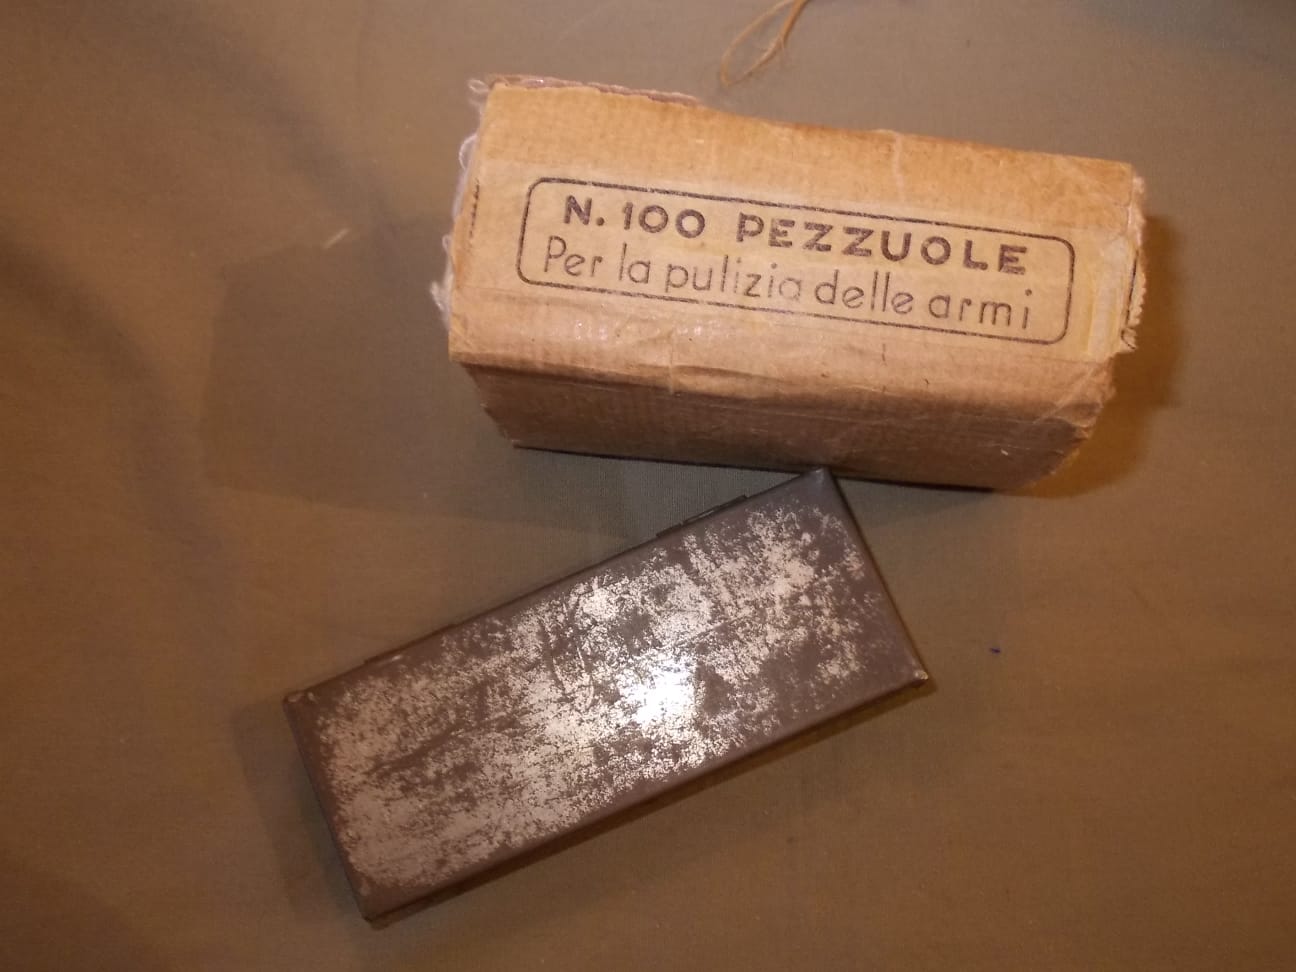 N. 100 PEZZUOLE
Per la pulizia delle armi